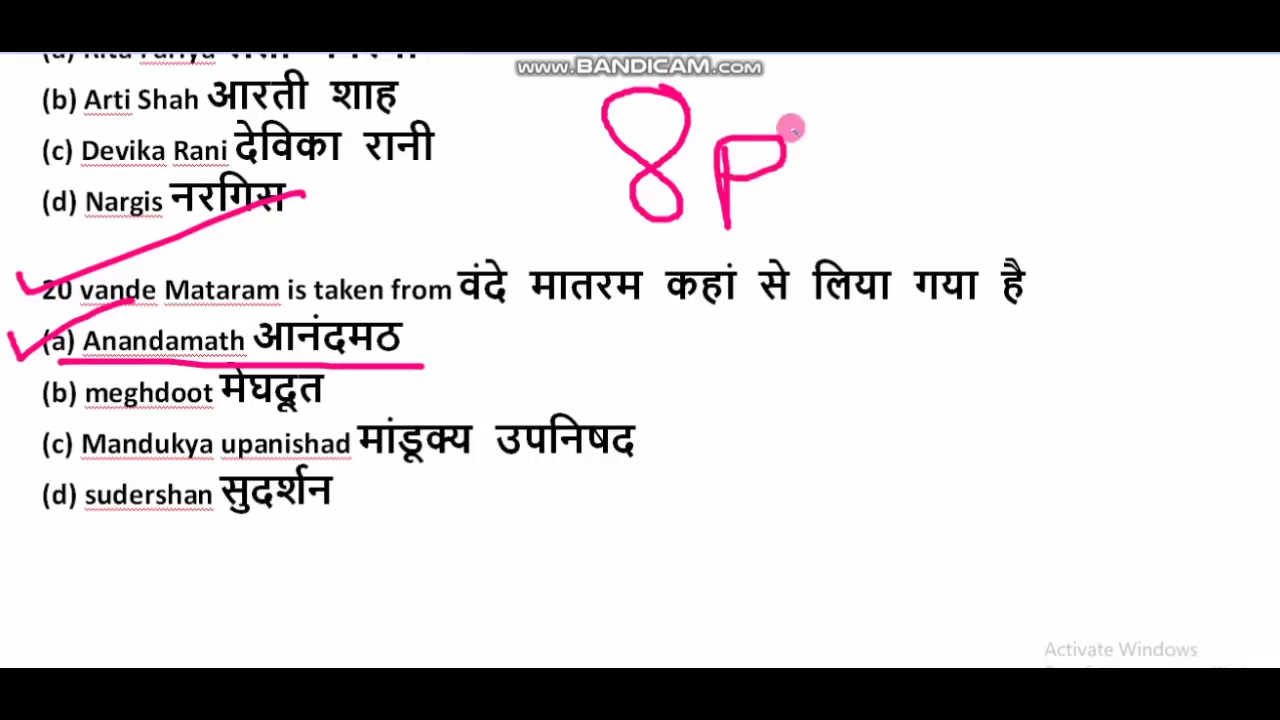 www.BANDICAM.com
(b) Arti Shah आरती शाह
(c) Devika Rani देविका रानी
(d) Nargis नरगिस
8 P
20 vande Mataram is taken from वंदे मातरम कहां से लिया गया है
(a) Anandamath आनंदमठ
(b) meghdoot मेघदूत
(c) Mandukya upanishad मांडूक्य उपनिषद
(d) sudershan सुदर्शन
Activate Windows